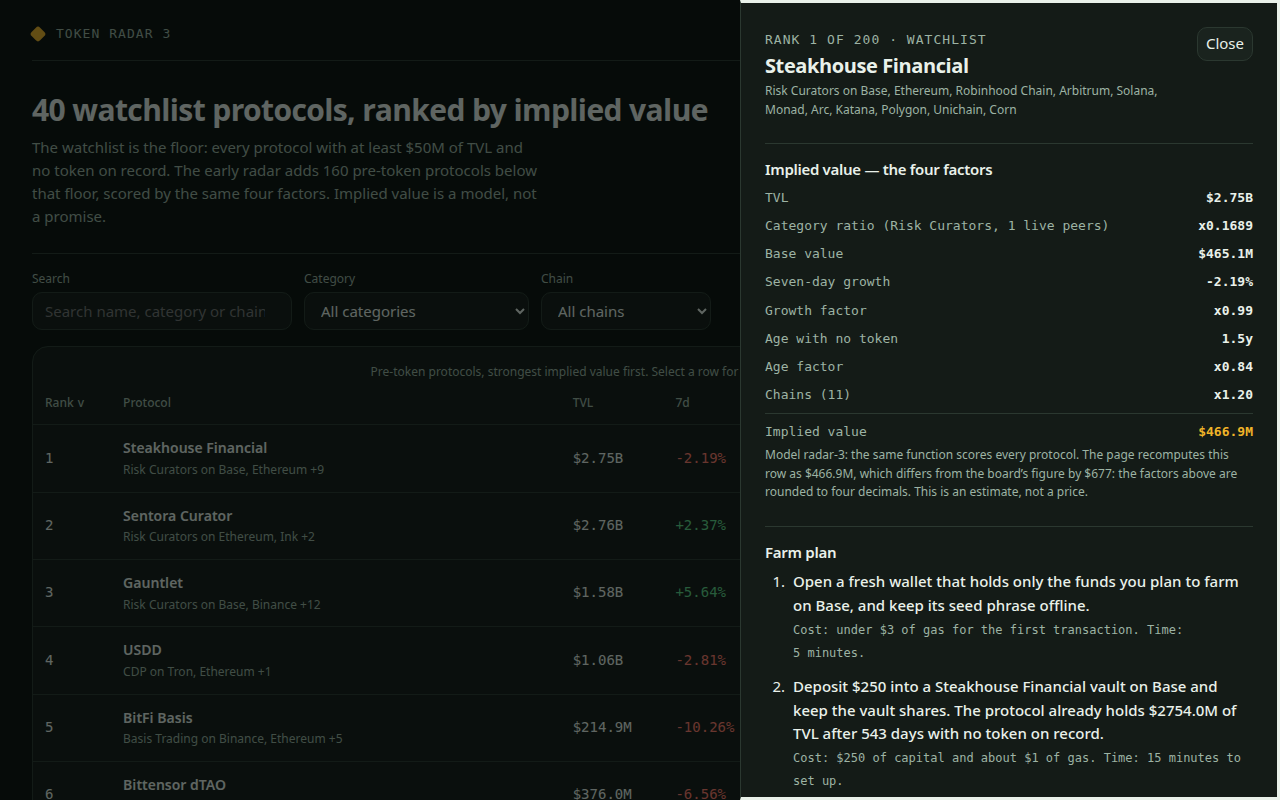 TOKEN RADAR 3
40 watchlist protocols, ranked by implied value
The watchlist is the floor: every protocol with at least $50M of TVL and
no token on record. The early radar adds 160 pre-token protocols below
that floor, scored by the same four factors. Implied value is a model, not
a promise.
Search
Category
Chain
Search name, category or chain
All categories
All chains
Pre-token protocols, strongest implied value first. Select a row for
Rank v Protocol TVL 7d
1 Steakhouse Financial $2.75B -2.19%
Risk Curators on Base, Ethereum +9
2 Sentora Curator $2.76B +2.37%
Risk Curators on Ethereum, Ink +2
3 Gauntlet $1.58B +5.64%
Risk Curators on Base, Binance +12
4 USDD $1.06B -2.81%
CDP on Tron, Ethereum +1
5 BitFi Basis $214.9M -10.26%
Basis Trading on Binance, Ethereum +5
6 Bittensor dTAO $376.0M -6.56%
RANK 1 OF 200 · WATCHLIST
Close
Steakhouse Financial
Risk Curators on Base, Ethereum, Robinhood Chain, Arbitrum, Solana,
Monad, Arc, Katana, Polygon, Unichain, Corn
Implied value — the four factors
TVL $2.75B
Category ratio (Risk Curators, 1 live peers) x0.1689
Base value $465.1M
Seven-day growth -2.19%
Growth factor x0.99
Age with no token 1.5y
Age factor x0.84
Chains (11) x1.20
Implied value $466.9M
Model radar-3: the same function scores every protocol. The page recomputes this
row as $466.9M, which differs from the board's figure by $677: the factors above are
rounded to four decimals. This is an estimate, not a price.
Farm plan
1. Open a fresh wallet that holds only the funds you plan to farm
on Base, and keep its seed phrase offline.
Cost: under $3 of gas for the first transaction. Time:
5 minutes.
2. Deposit $250 into a Steakhouse Financial vault on Base and
keep the vault shares. The protocol already holds $2754.0M of
TVL after 543 days with no token on record.
Cost: $250 of capital and about $1 of gas. Time: 15 minutes to
set up.